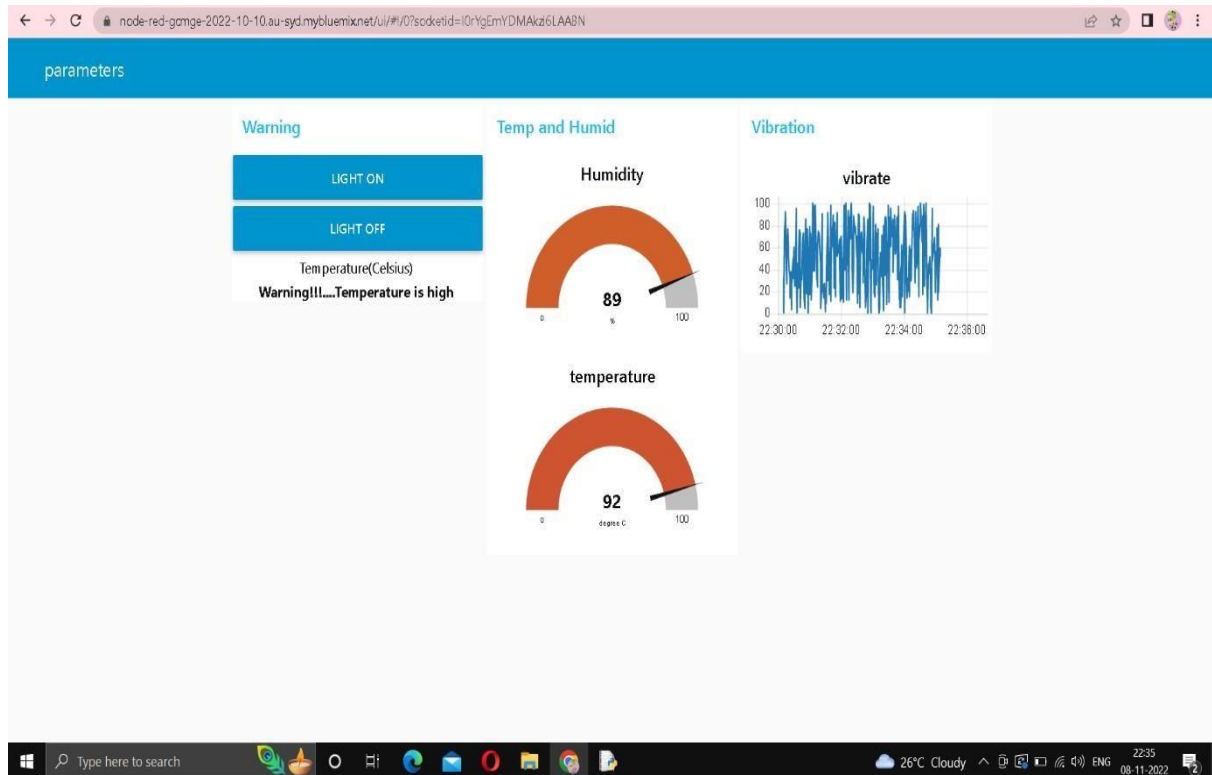 node-red-gomge-2022-10-10.au-syd.mybluemix.net/ui/#!/0?socketid=
parameters
Warning
LIGHT ON
LIGHT OFF
Temperature(Celsius)
Warning!!!....Temperature is high
Temp and Humid
Humidity
89
%
0
100
temperature
92
degree C
0
100
Vibration
vibrate
100
80
60
40
20
0
22:30:00 22:32:00 22:34:00 22:36:00
Type here to search
26°C Cloudy
ENG
22:35
08-11-2022
2